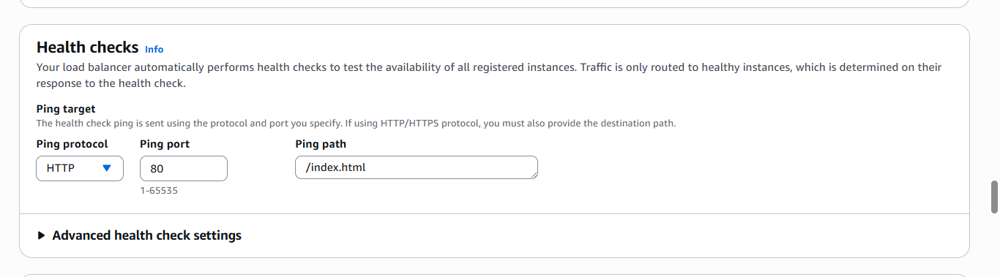 Health checks Info
Your load balancer automatically performs health checks to test the availability of all registered instances. Traffic is only routed to healthy instances, which is determined on their
response to the health check.
Ping target
The health check ping is sent using the protocol and port you specify. If using HTTP/HTTPS protocol, you must also provide the destination path.
Ping protocol Ping port Ping path
HTTP 80 /index.html
1-65535
Advanced health check settings